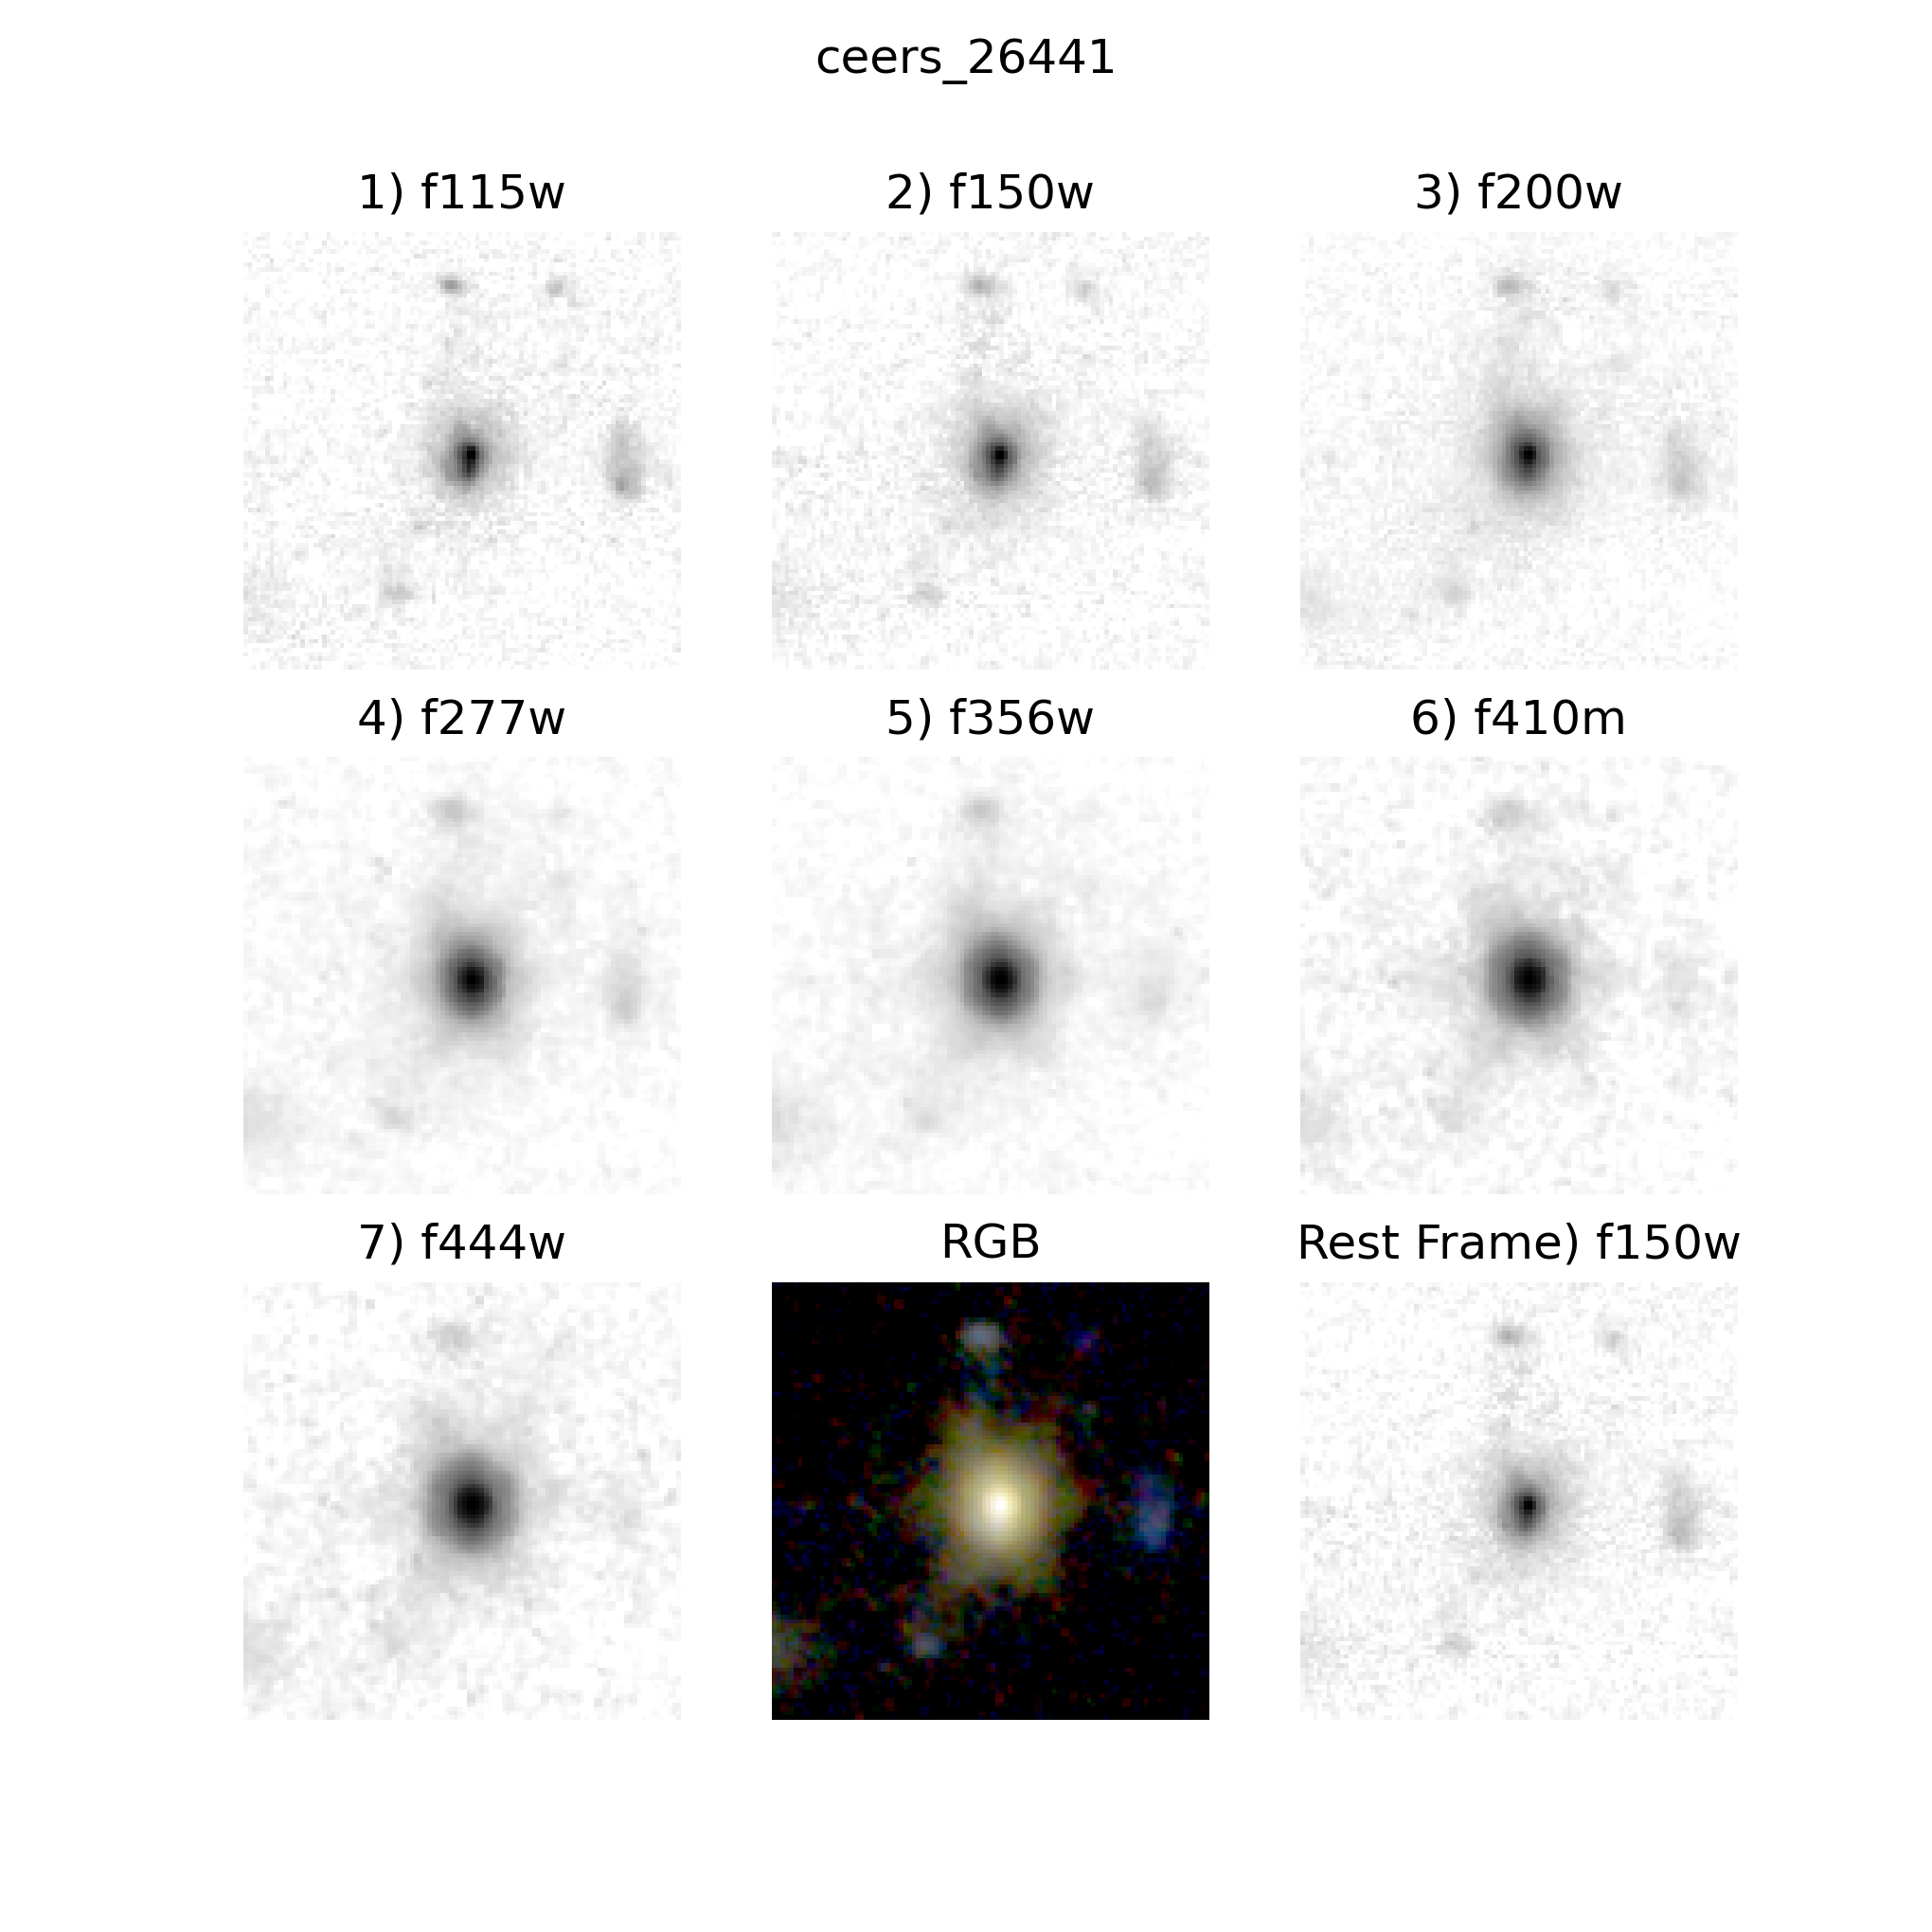 ceers_26441
1) f115w
2) f150w
3) f200w
4) f277w
5) f356w
6) f410m
7) f444w
RGB
Rest Frame) f150w